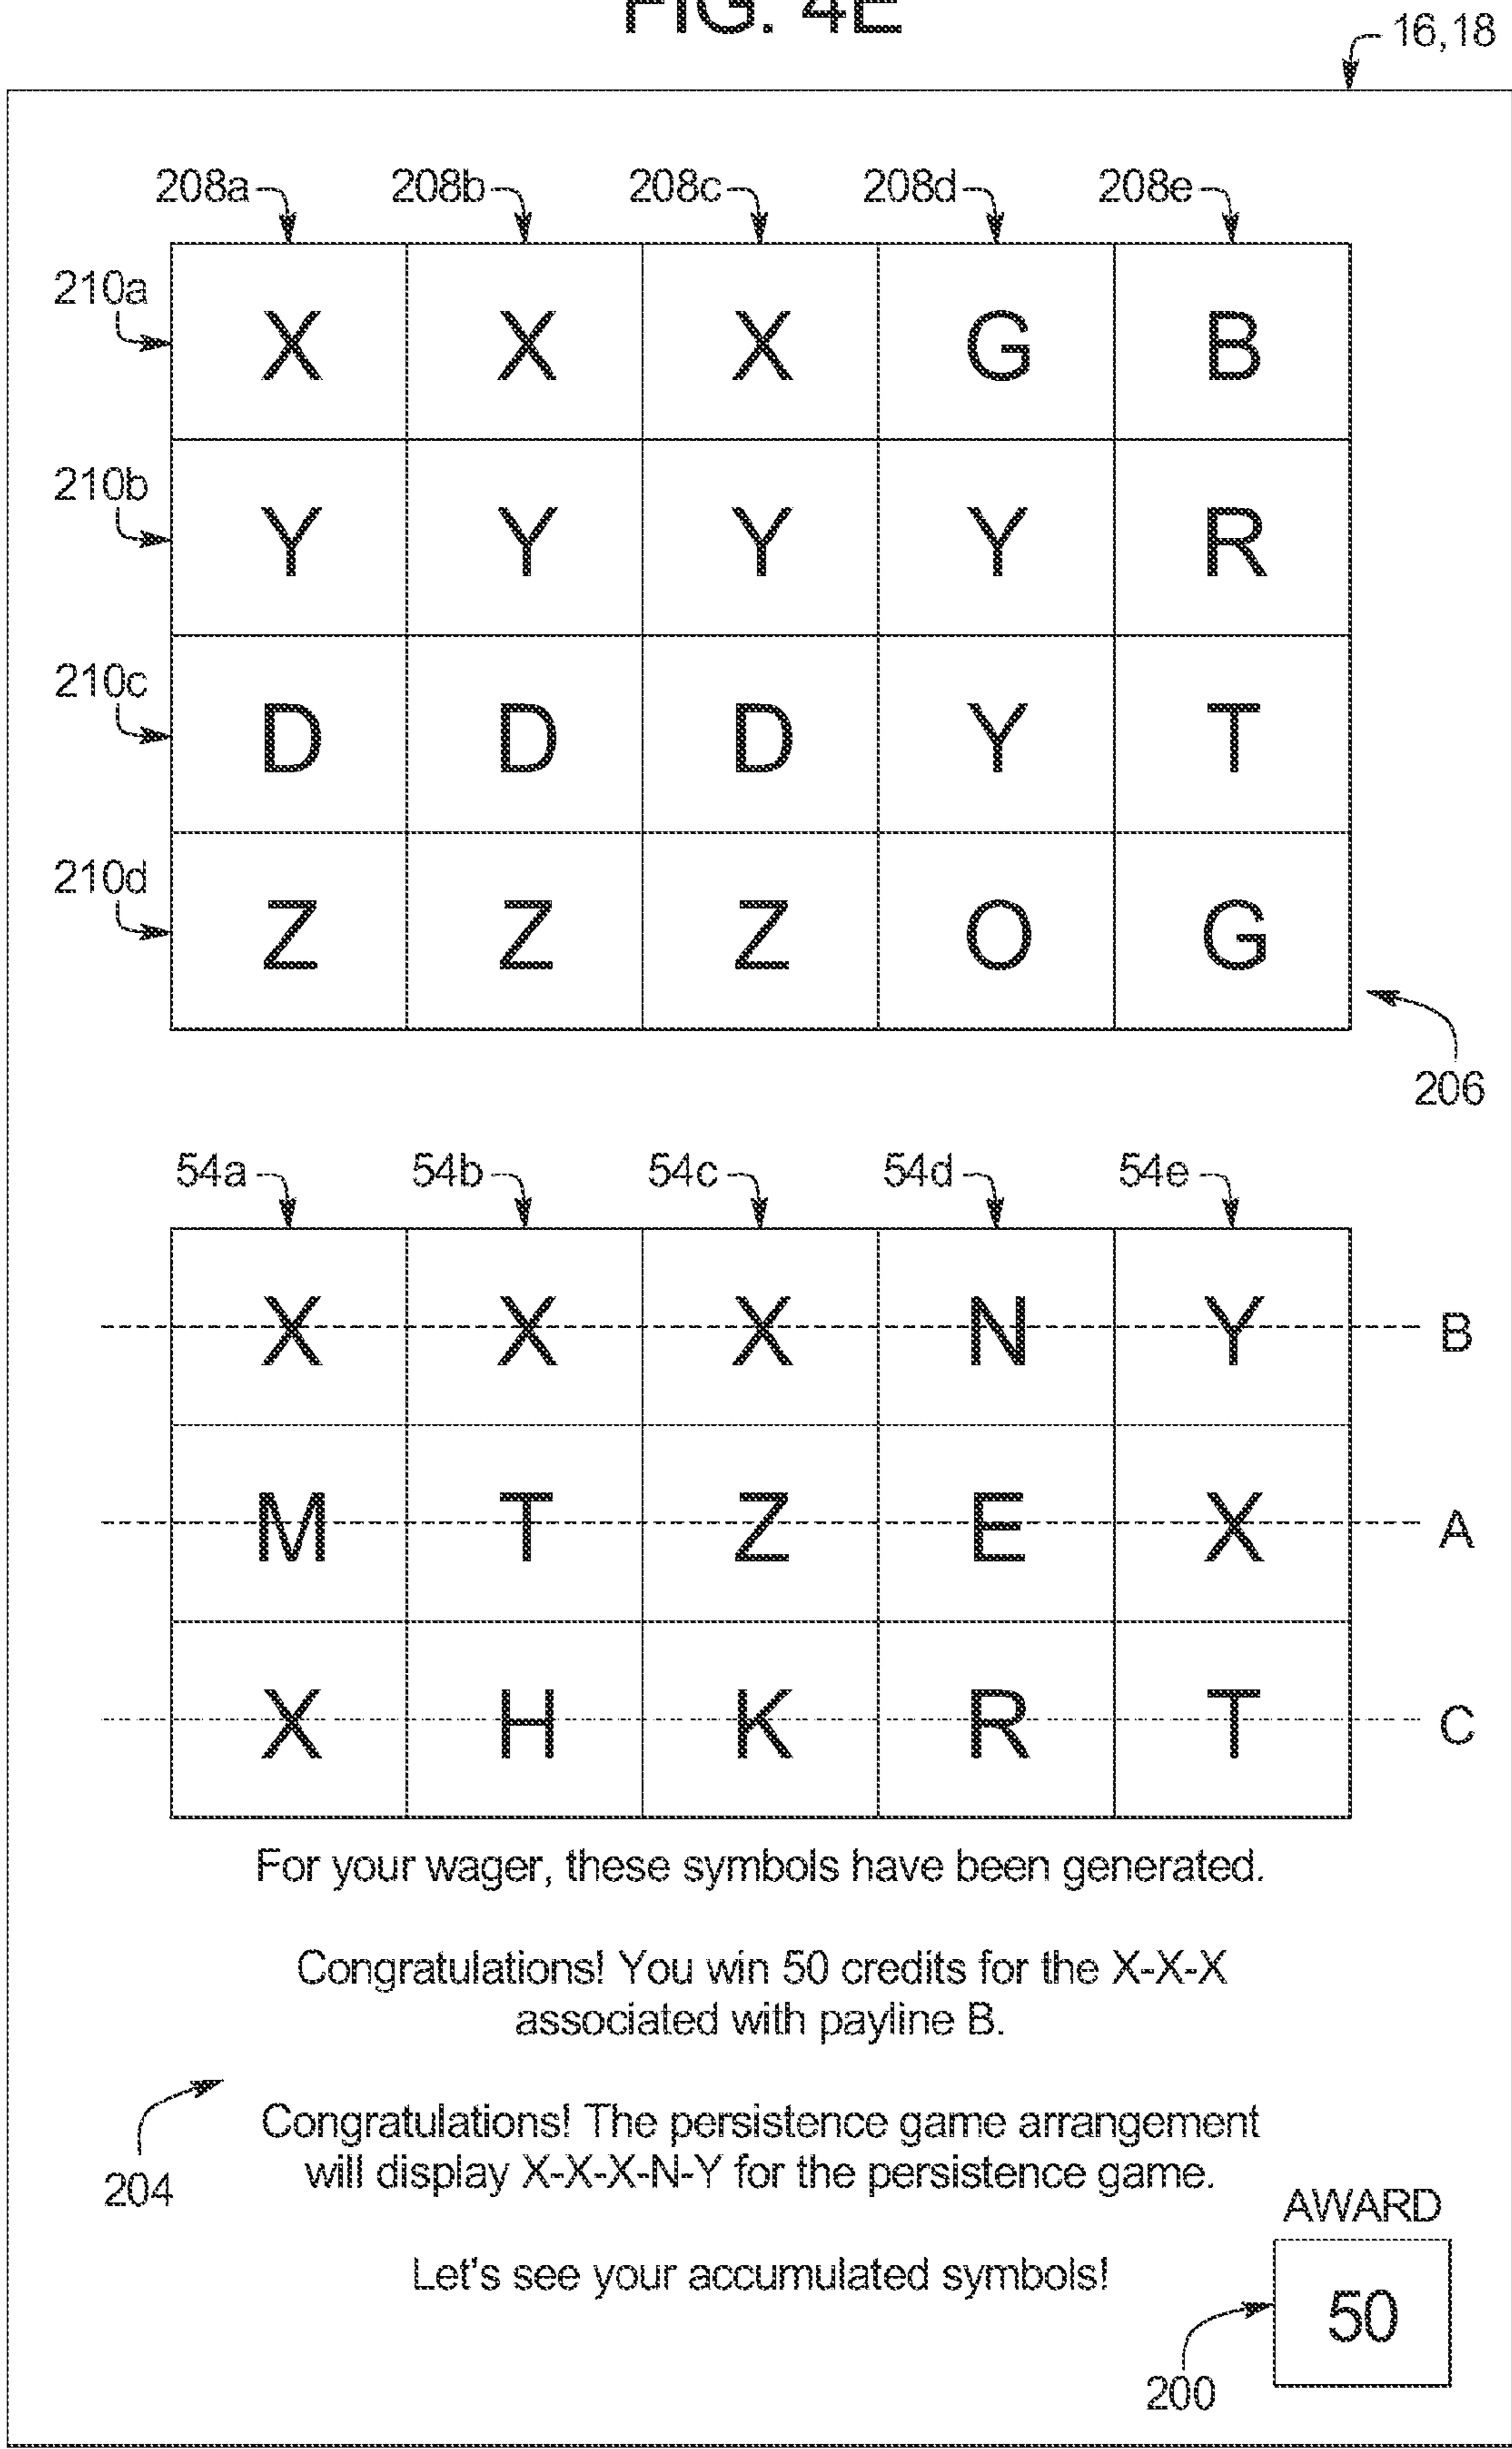 FIG. 4E
16,18
208a 208b 208c 208d 208e
210a
X X X G B
210b
Y Y Y Y R
210c
D D D Y T
210d
Z Z Z O G
206
54a 54b 54c 54d 54e
X X X N Y B
M T Z E X A
X H K R T C
For your wager, these symbols have been generated.
Congratulations! You win 50 credits for the X-X-X
associated with payline B.
Congratulations! The persistence game arrangement
will display X-X-X-N-Y for the persistence game.
204
AWARD
Let's see your accumulated symbols!
50
200